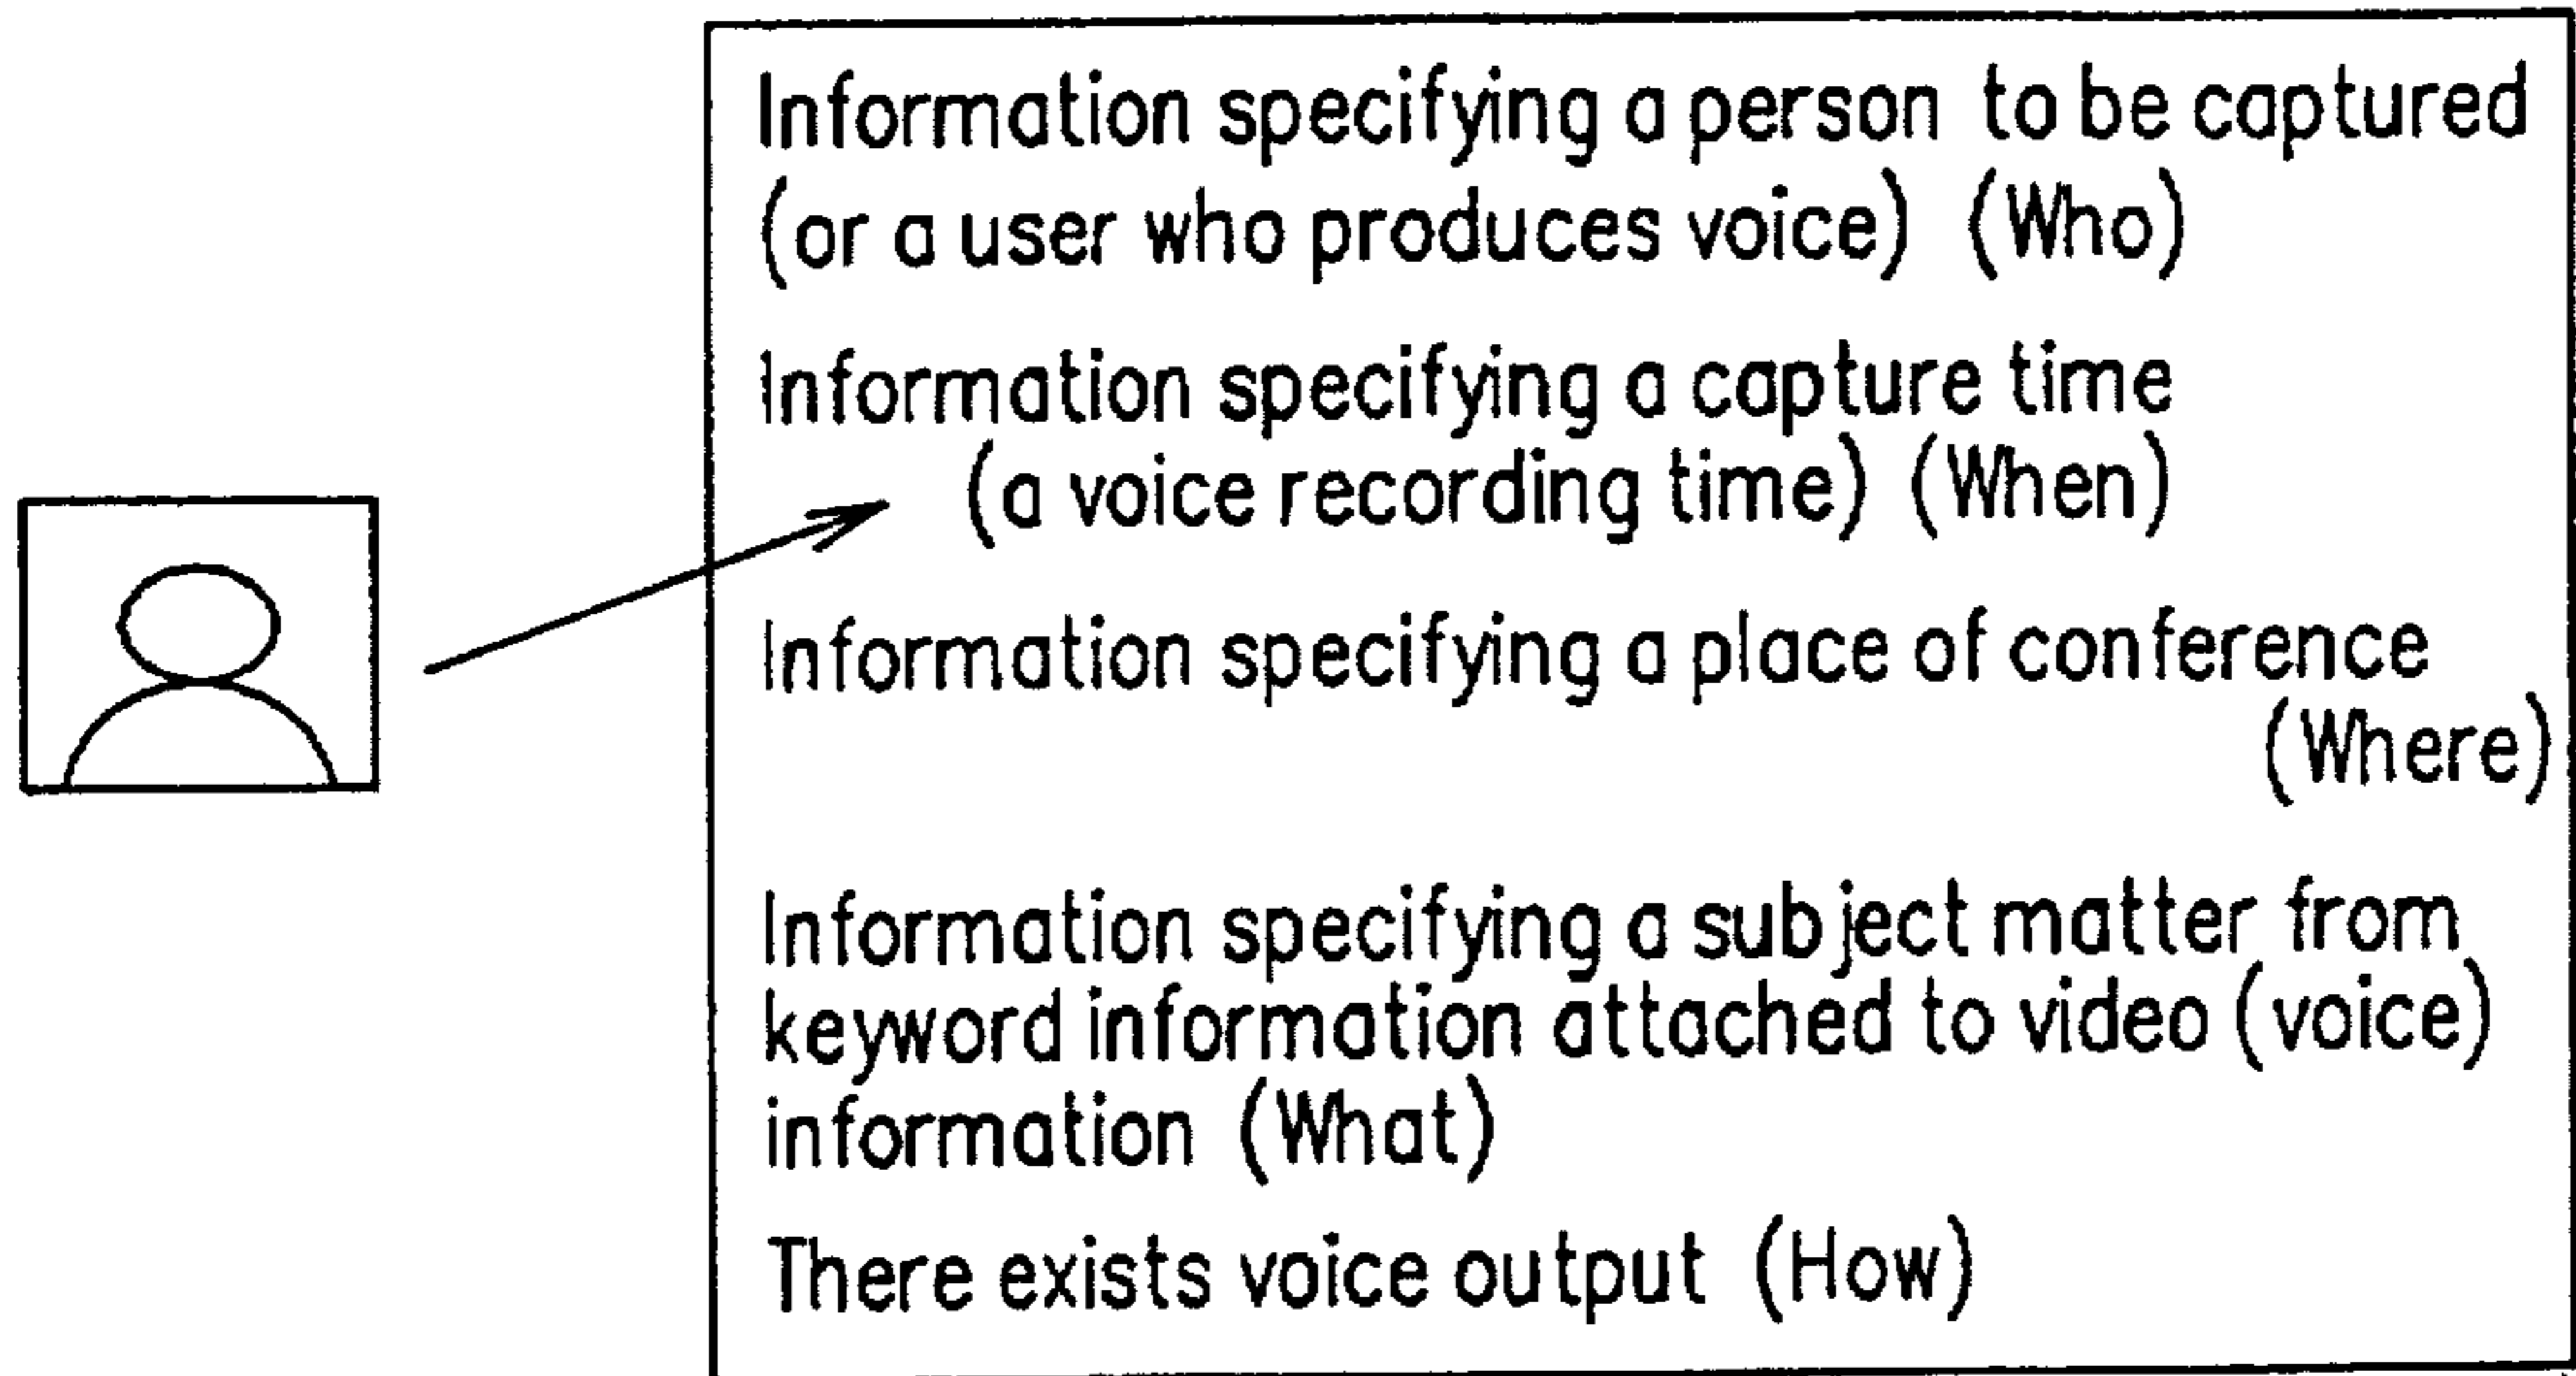 Information specifying a person to be captured
(or a user who produces voice) (Who)
Information specifying a capture time
(a voice recording time) (When)
Information specifying a place of conference
(Where)
Information specifying a subject matter from
keyword information attached to video (voice)
information (What)
There exists voice output (How)